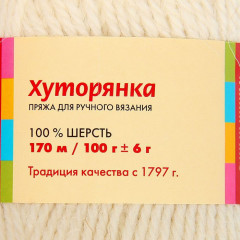 Хуторянка
ПРЯЖА ДЛЯ РУЧНОГО ВЯЗАНИЯ
100 % ШЕРСТЬ
170 м / 100 г ± 6 г
Традиция качества с 1797 г.